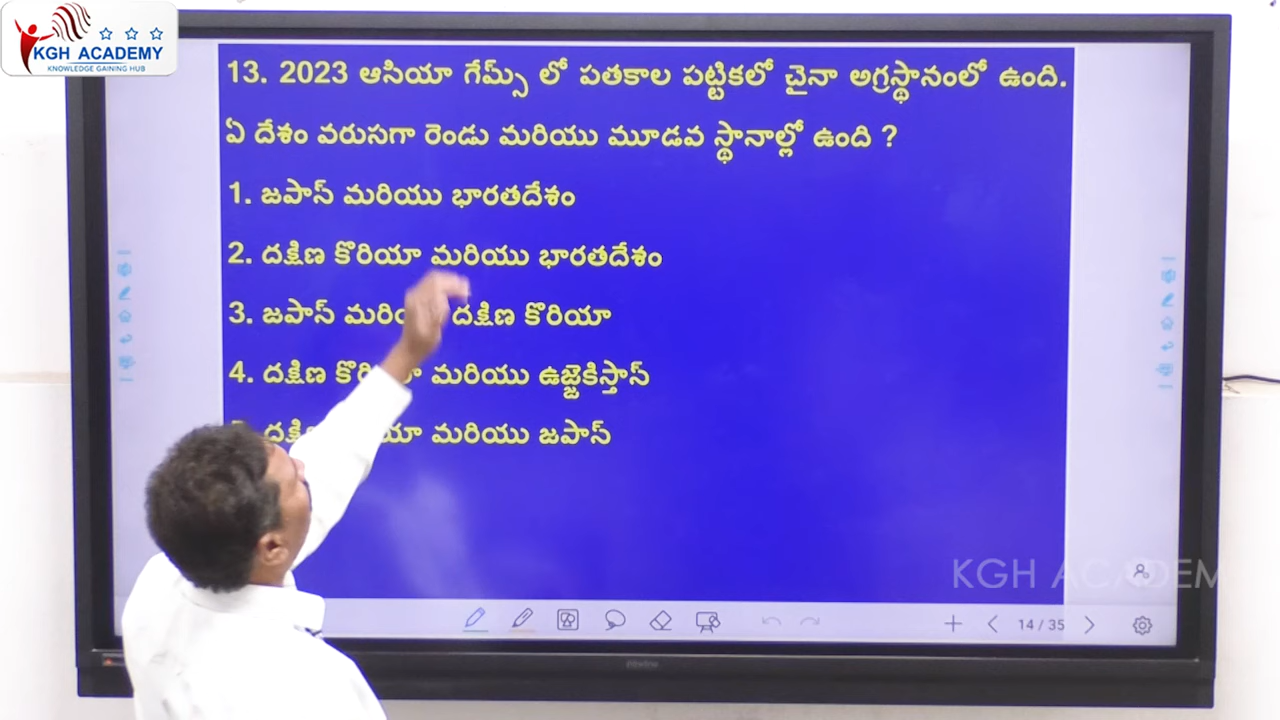 KGH ACADEMY
KNOWLEDGE GAINING HUB
13. 2023 ఆసియా గేమ్స్ లో పతకాల పట్టికలో చైనా అగ్రస్థానంలో ఉంది.
ఏ దేశం వరుసగా రెండు మరియు మూడవ స్థానాల్లో ఉంది ?
1. జపాన్ మరియు భారతదేశం
2. దక్షిణ కొరియా మరియు భారతదేశం
3. జపాన్ దక్షిణ కొరియా
4. దక్షిణ మరియు ఉజ్జెకిస్తాన్
మరియు జపాన్
KGH ACADEM
14 / 35